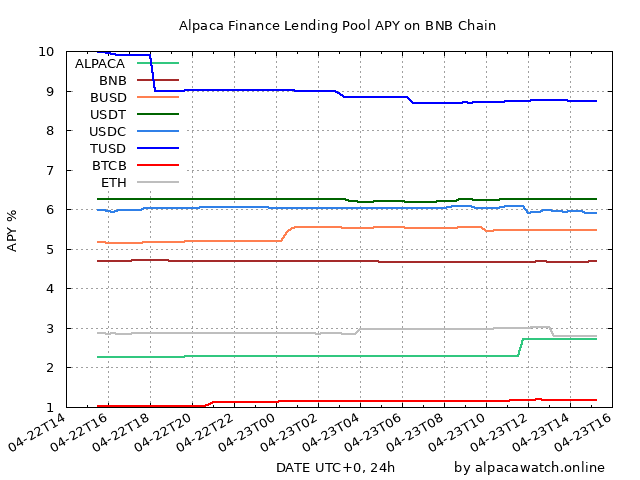 Alpaca Finance Lending Pool APY on BNB Chain
10
9
8
7
6
5
4
3
2
1
APY %
ALPACA
BNB
BUSD
USDT
USDC
TUSD
BTCB
ETH
04-22T14
04-22T16
04-22T18
04-22T20
04-22T22
04-23T00
04-23T02
04-23T04
04-23T06
04-23T08
04-23T10
04-23T12
04-23T14
04-23T16
DATE UTC+0, 24h
by alpacawatch.online